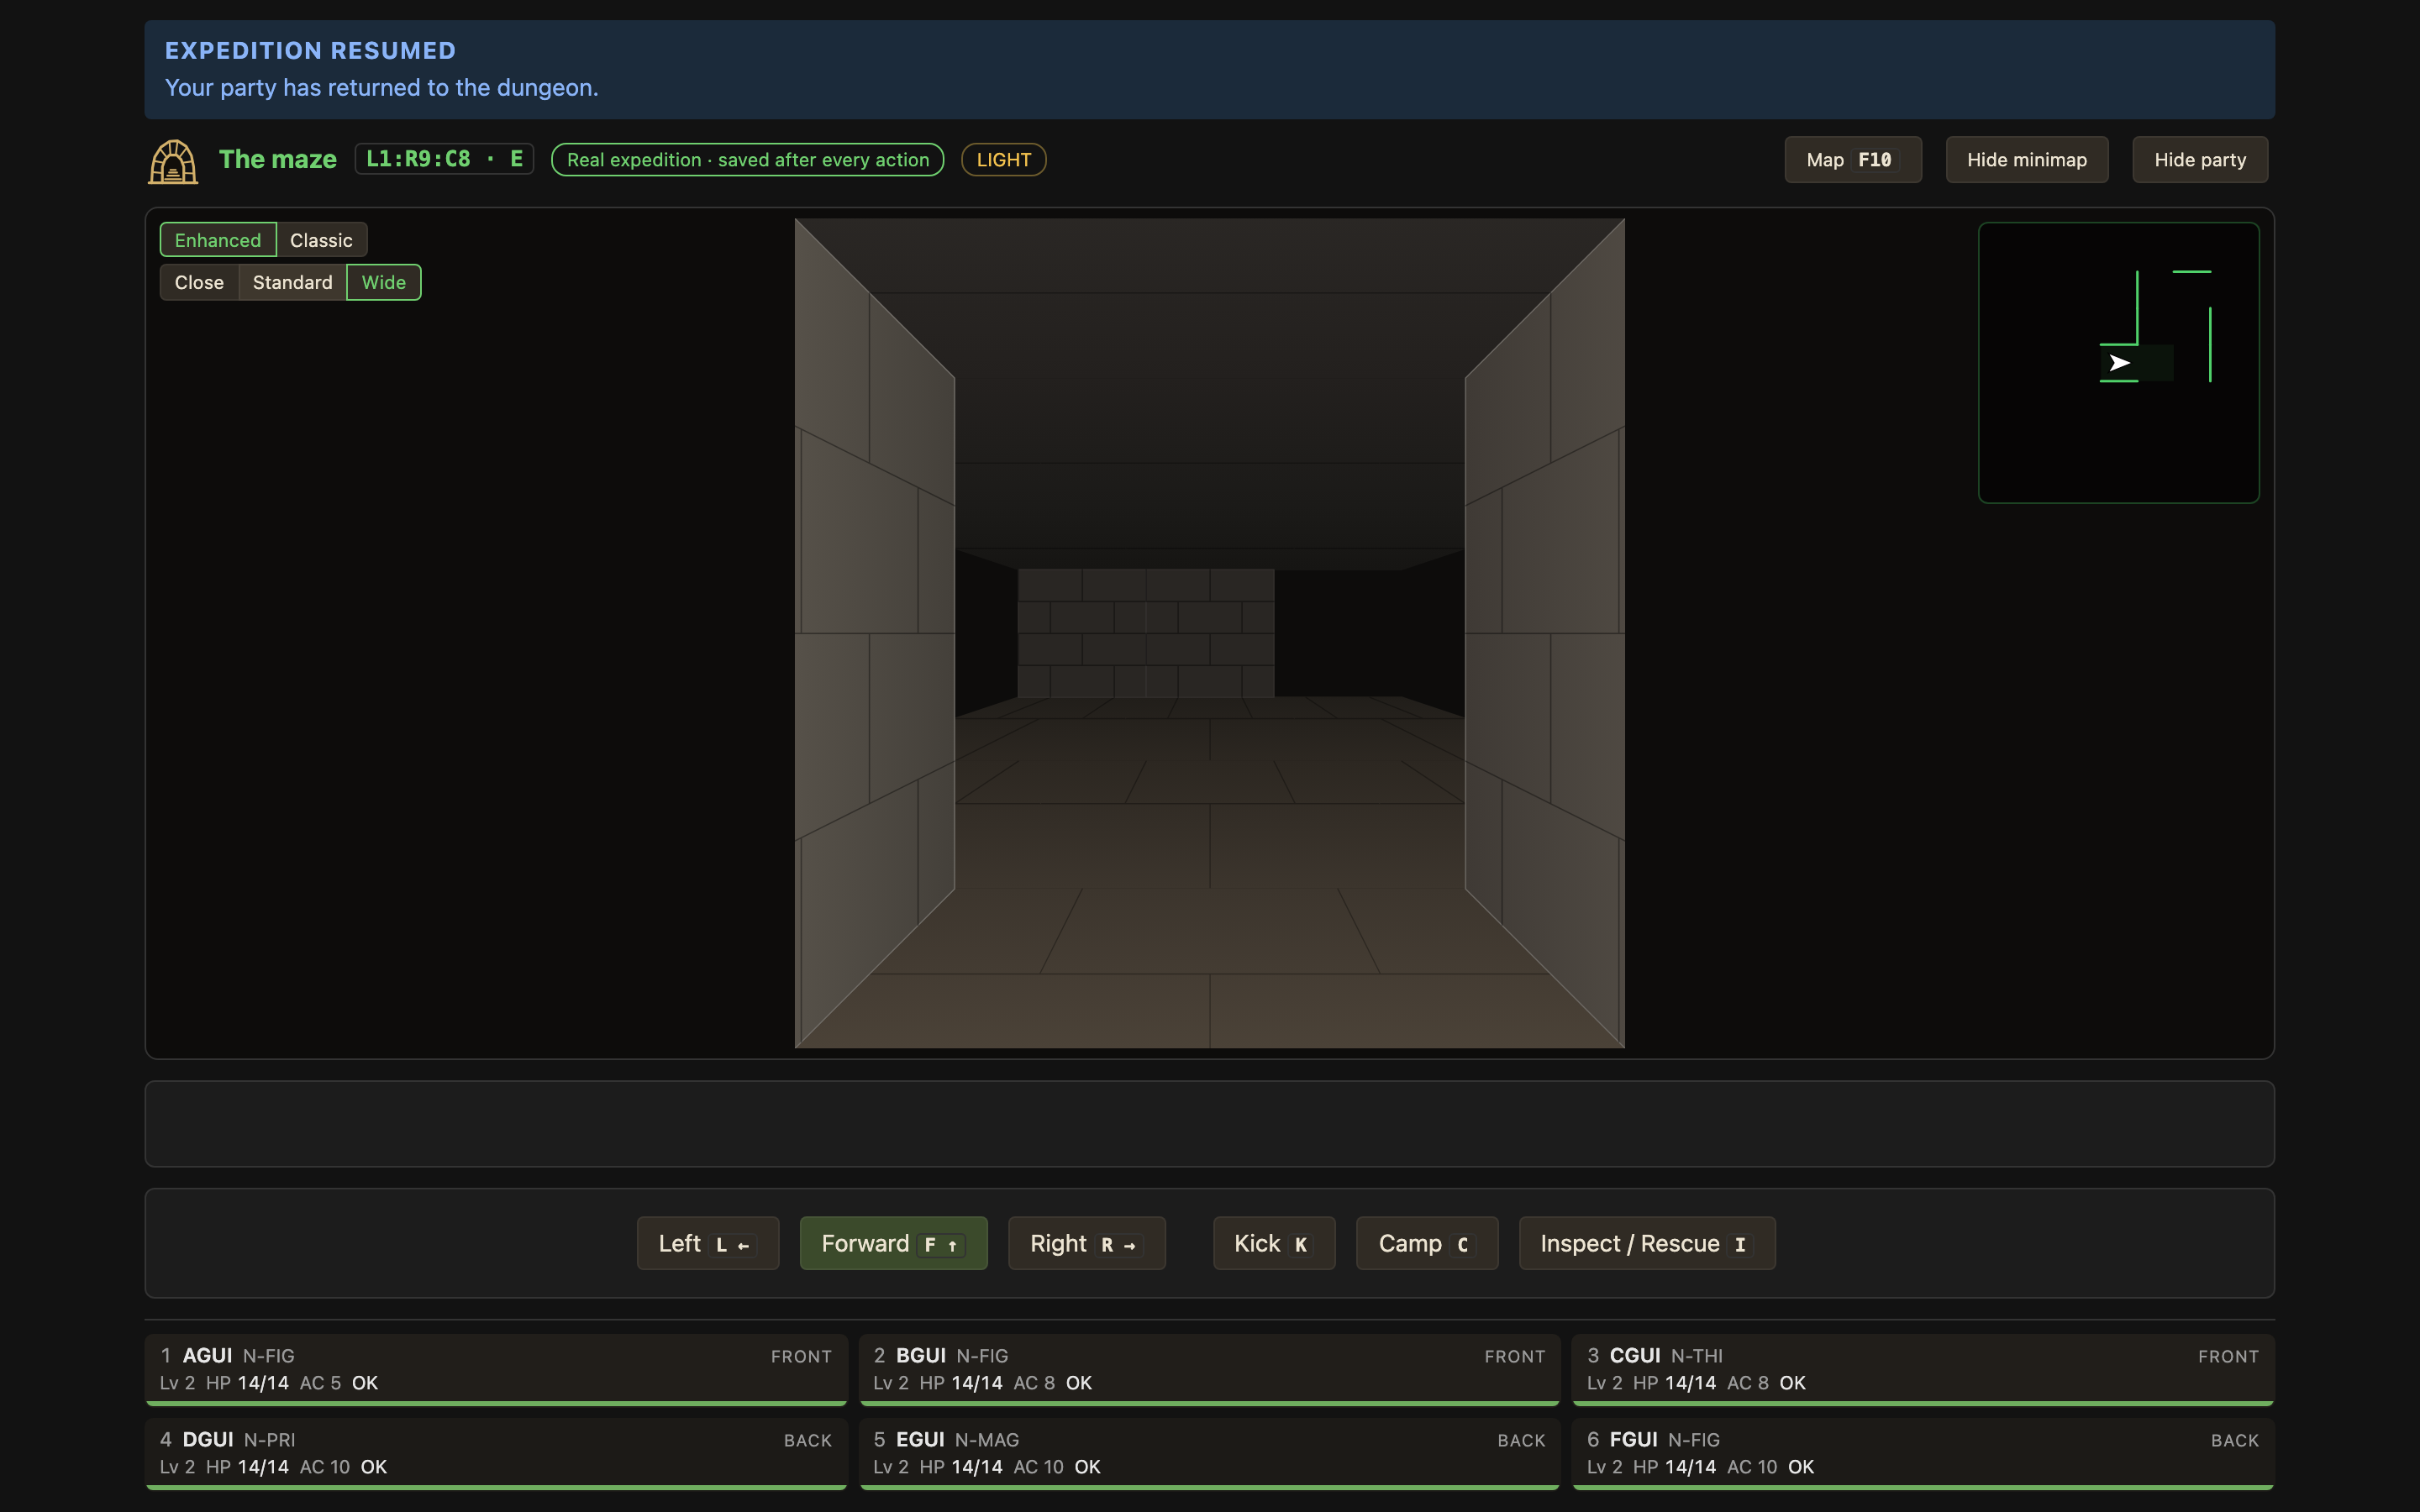 EXPEDITION RESUMED
Your party has returned to the dungeon.
The maze L1:R9:C8 · E Real expedition · saved after every action LIGHT Map F10 Hide minimap Hide party
Enhanced Classic
Close Standard Wide
Left L ← Forward F ↑ Right R → Kick K Camp C Inspect / Rescue I
1 AGUI N-FIG FRONT
Lv 2 HP 14/14 AC 5 OK
2 BGUI N-FIG FRONT
Lv 2 HP 14/14 AC 8 OK
3 CGUI N-THI FRONT
Lv 2 HP 14/14 AC 8 OK
4 DGUI N-PRI BACK
Lv 2 HP 14/14 AC 10 OK
5 EGUI N-MAG BACK
Lv 2 HP 14/14 AC 10 OK
6 FGUI N-FIG BACK
Lv 2 HP 14/14 AC 10 OK